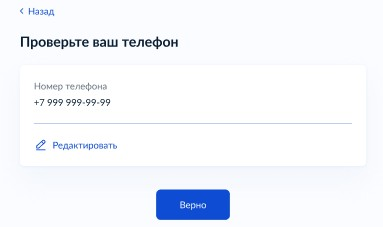 Назад
Проверьте ваш телефон
Номер телефона
+7 999 999-99-99
Редактировать
Верно